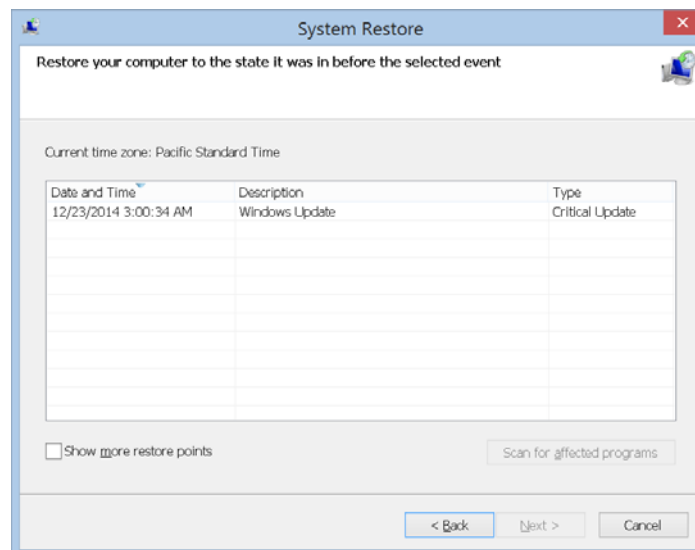 System Restore
Restore your computer to the state it was in before the selected event
Current time zone: Pacific Standard Time
Date and Time Description Type
12/23/2014 3:00:34 AM Windows Update Critical Update
Show more restore points
Scan for affected programs
< Back Next > Cancel